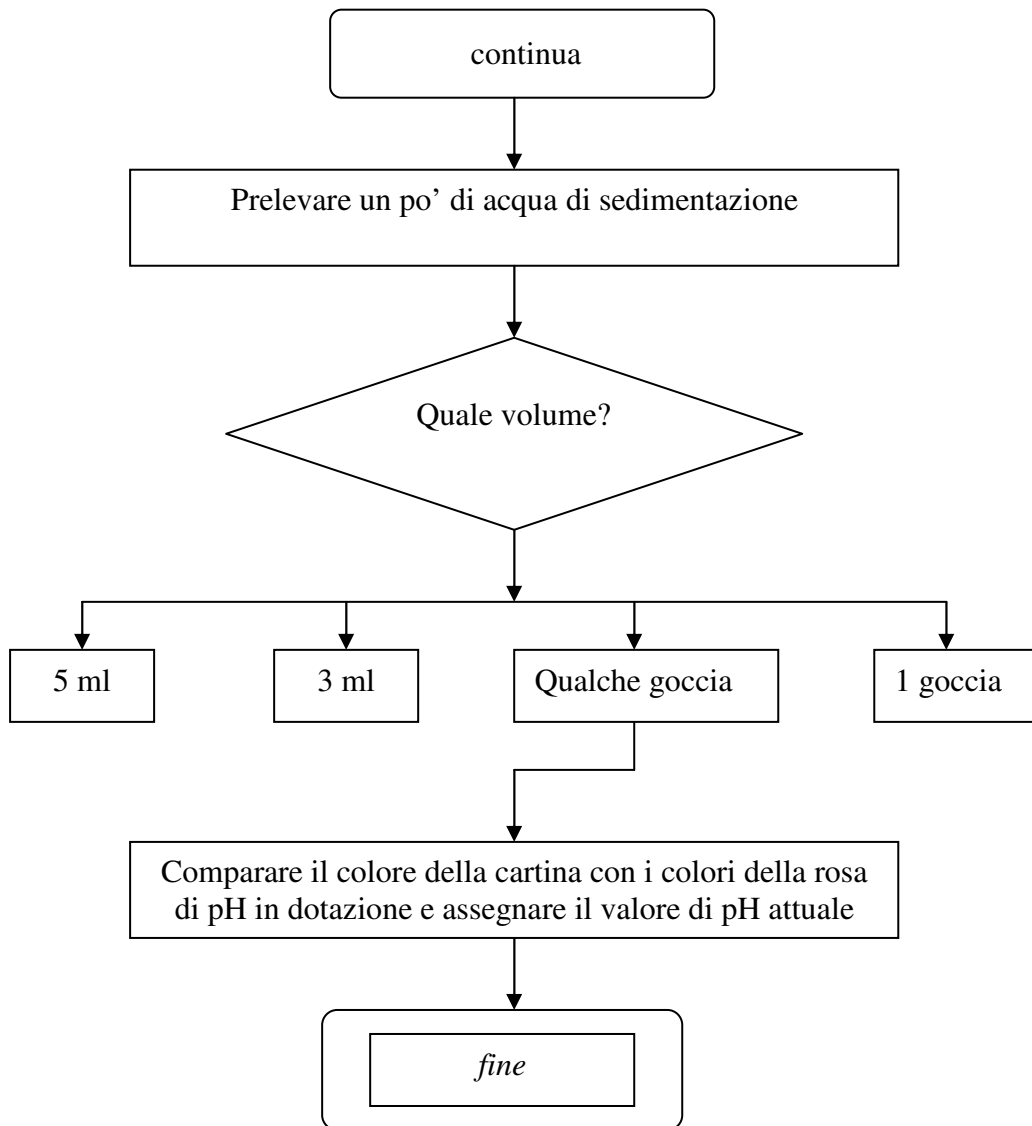 continua
Prelevare un po’ di acqua di sedimentazione
Quale volume?
5 ml
3 ml
Qualche goccia
1 goccia
Comparare il colore della cartina con i colori della rosa
di pH in dotazione e assegnare il valore di pH attuale
fine